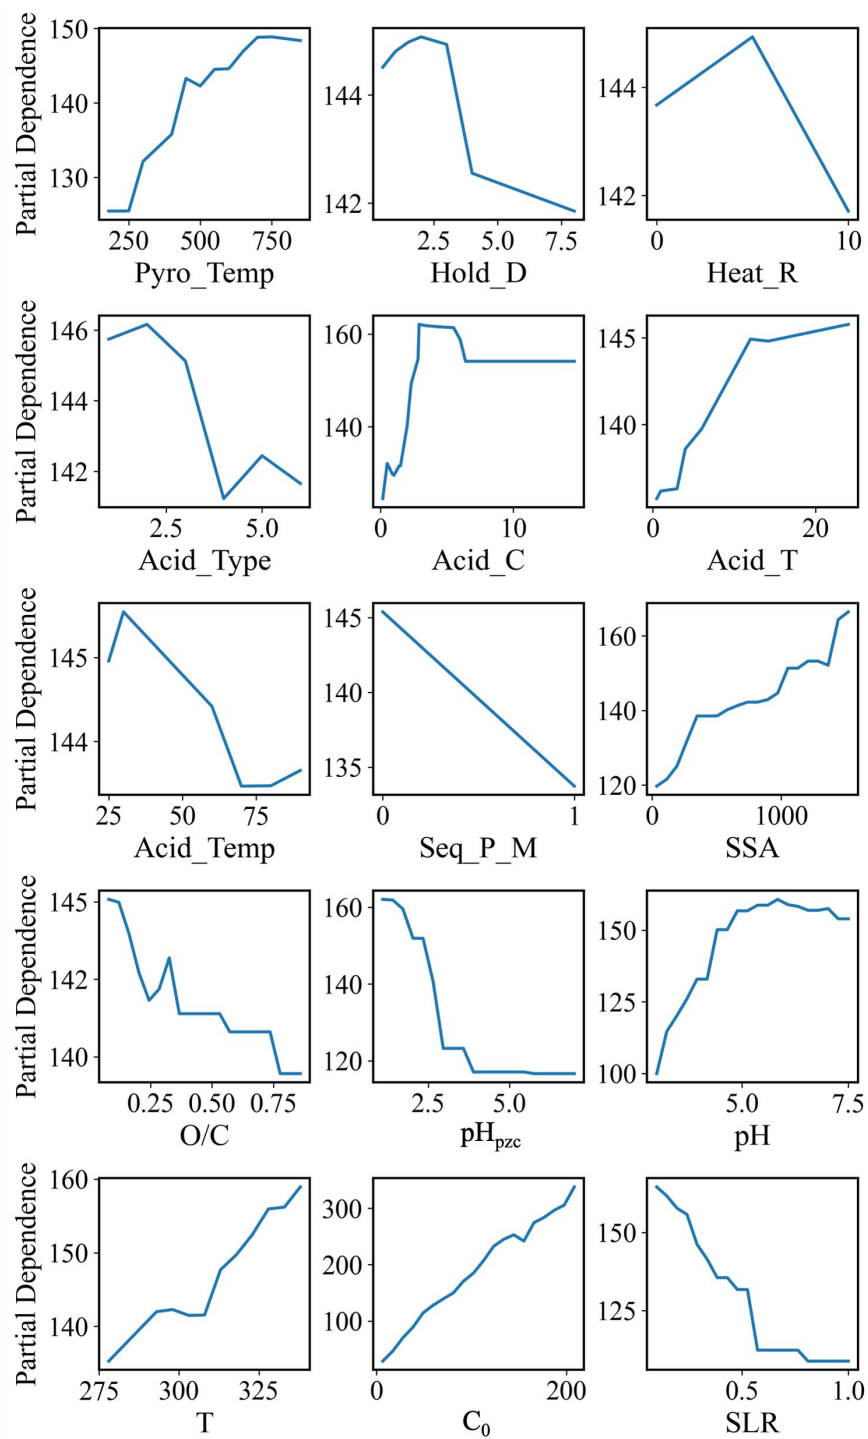 Partial Dependence
150
140
130
250 500 750
Pyro_Temp
144
142
2.5 5.0 7.5
Hold_D
144
142
0 10
Heat_R
Partial Dependence
146
144
142
2.5 5.0
Acid_Type
160
140
0 10
Acid_C
145
140
0 20
Acid_T
Partial Dependence
145
144
25 50 75
Acid_Temp
145
140
135
0 1
Seq_P_M
160
140
120
0 1000
SSA
Partial Dependence
145
142
140
0.25 0.50 0.75
O/C
160
140
120
2.5 5.0
pHpzc
150
125
100
5.0 7.5
pH
Partial Dependence
160
150
140
275 300 325
T
300
200
100
0 200
C0
150
125
0.5 1.0
SLR